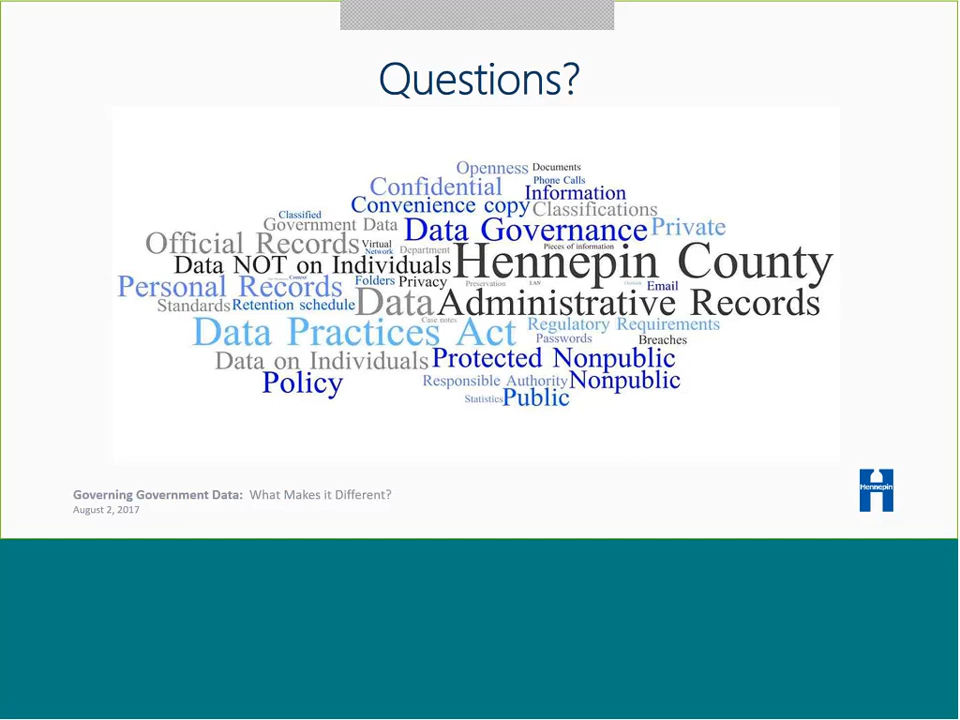 Questions?
Openness Documents
Confidential Phone Calls
Information
Convenience copy Classifications
Classified
Government Data Data Governance Private
Official Records Virtual Network Department Pieces of information
Data NOT on Individuals Hennepin County
Personal Records Folders Privacy Preservation LAN Email
Standards Retention schedule Data Administrative Records
Case notes
Data Practices Act Regulatory Requirements
Passwords Breaches
Data on Individuals Protected Nonpublic
Policy Responsible Authority Nonpublic
Statistics Public
Hennepin
Governing Government Data: What Makes it Different?
August 2, 2017